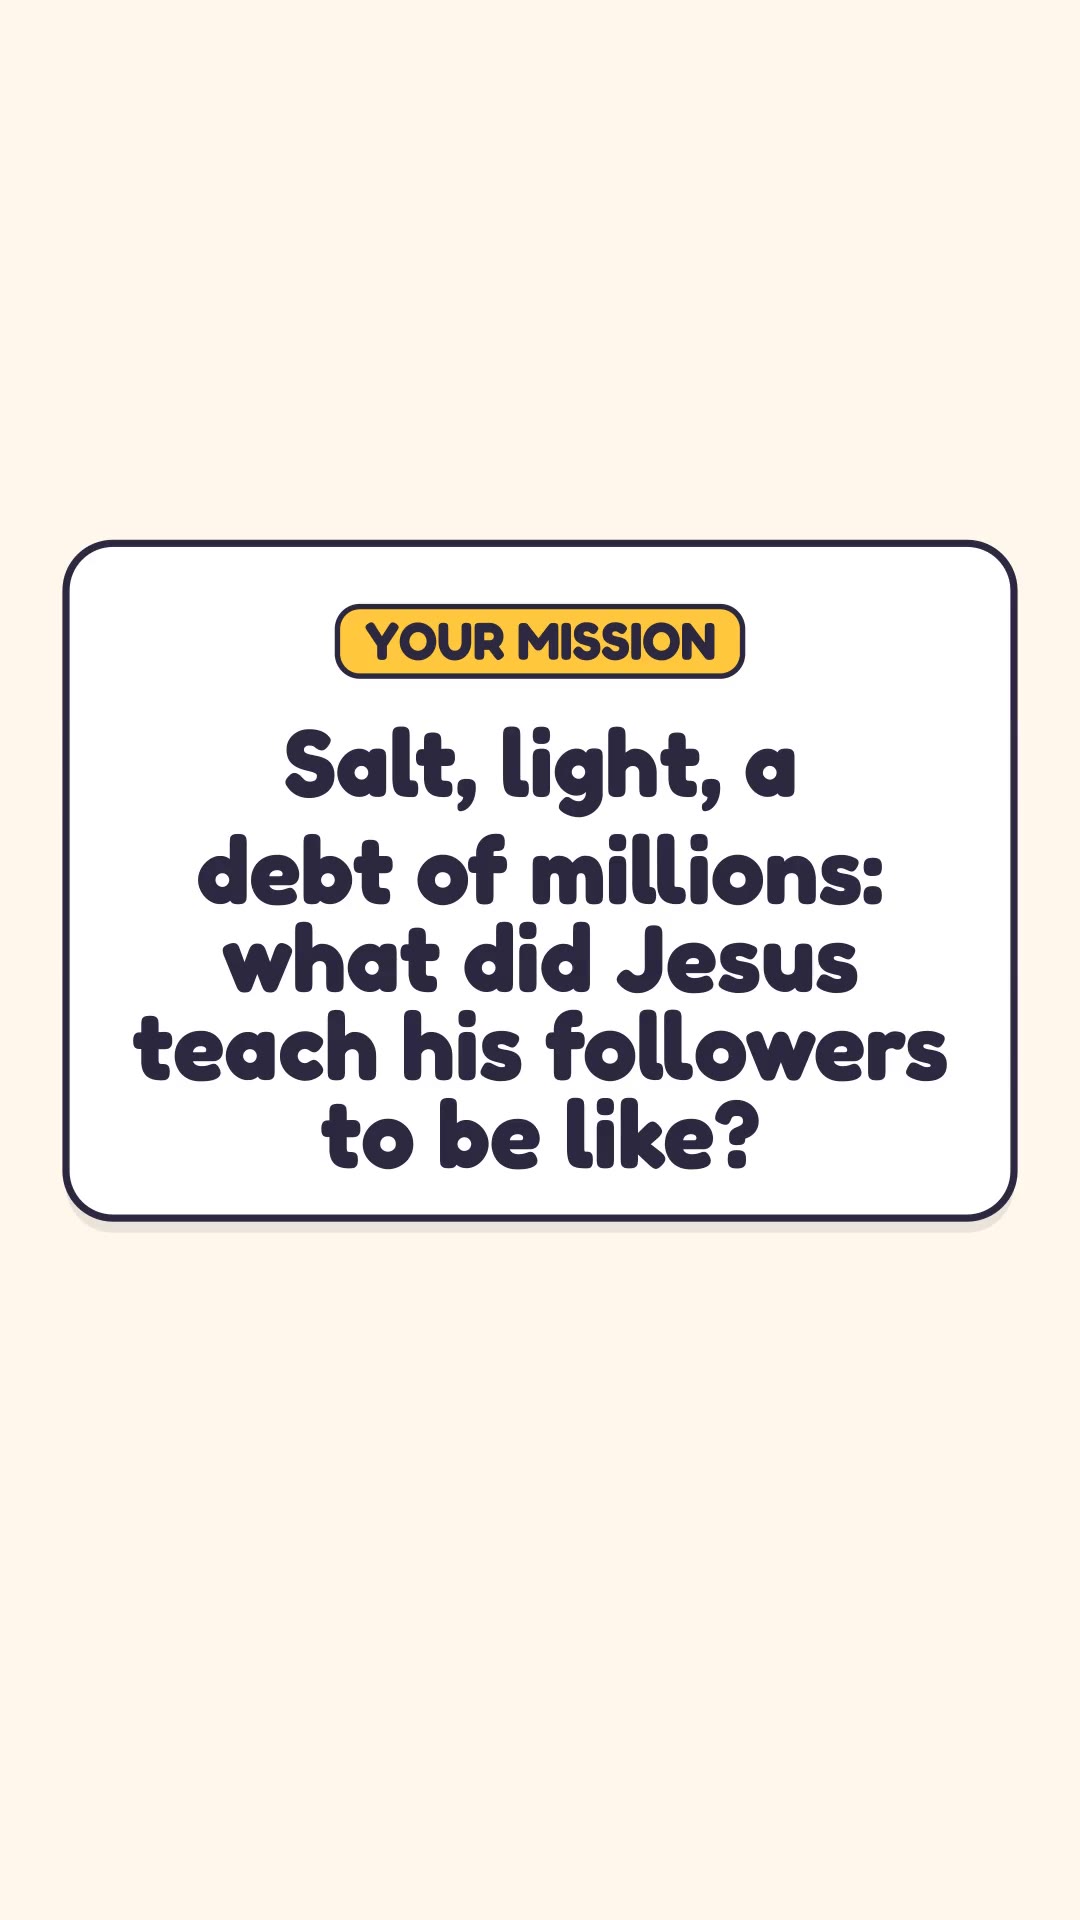 YOUR MISSION
Salt, light, a
debt of millions:
what did Jesus
teach his followers
to be like?